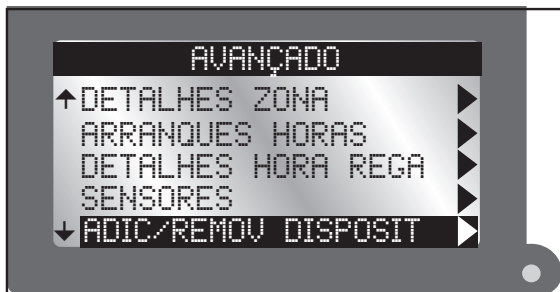 AVANÇADO
DETALHES ZONA
ARRANQUES HORAS
DETALHES HORA REGA
SENSORES
ADIC/REMOV DISPOSIT